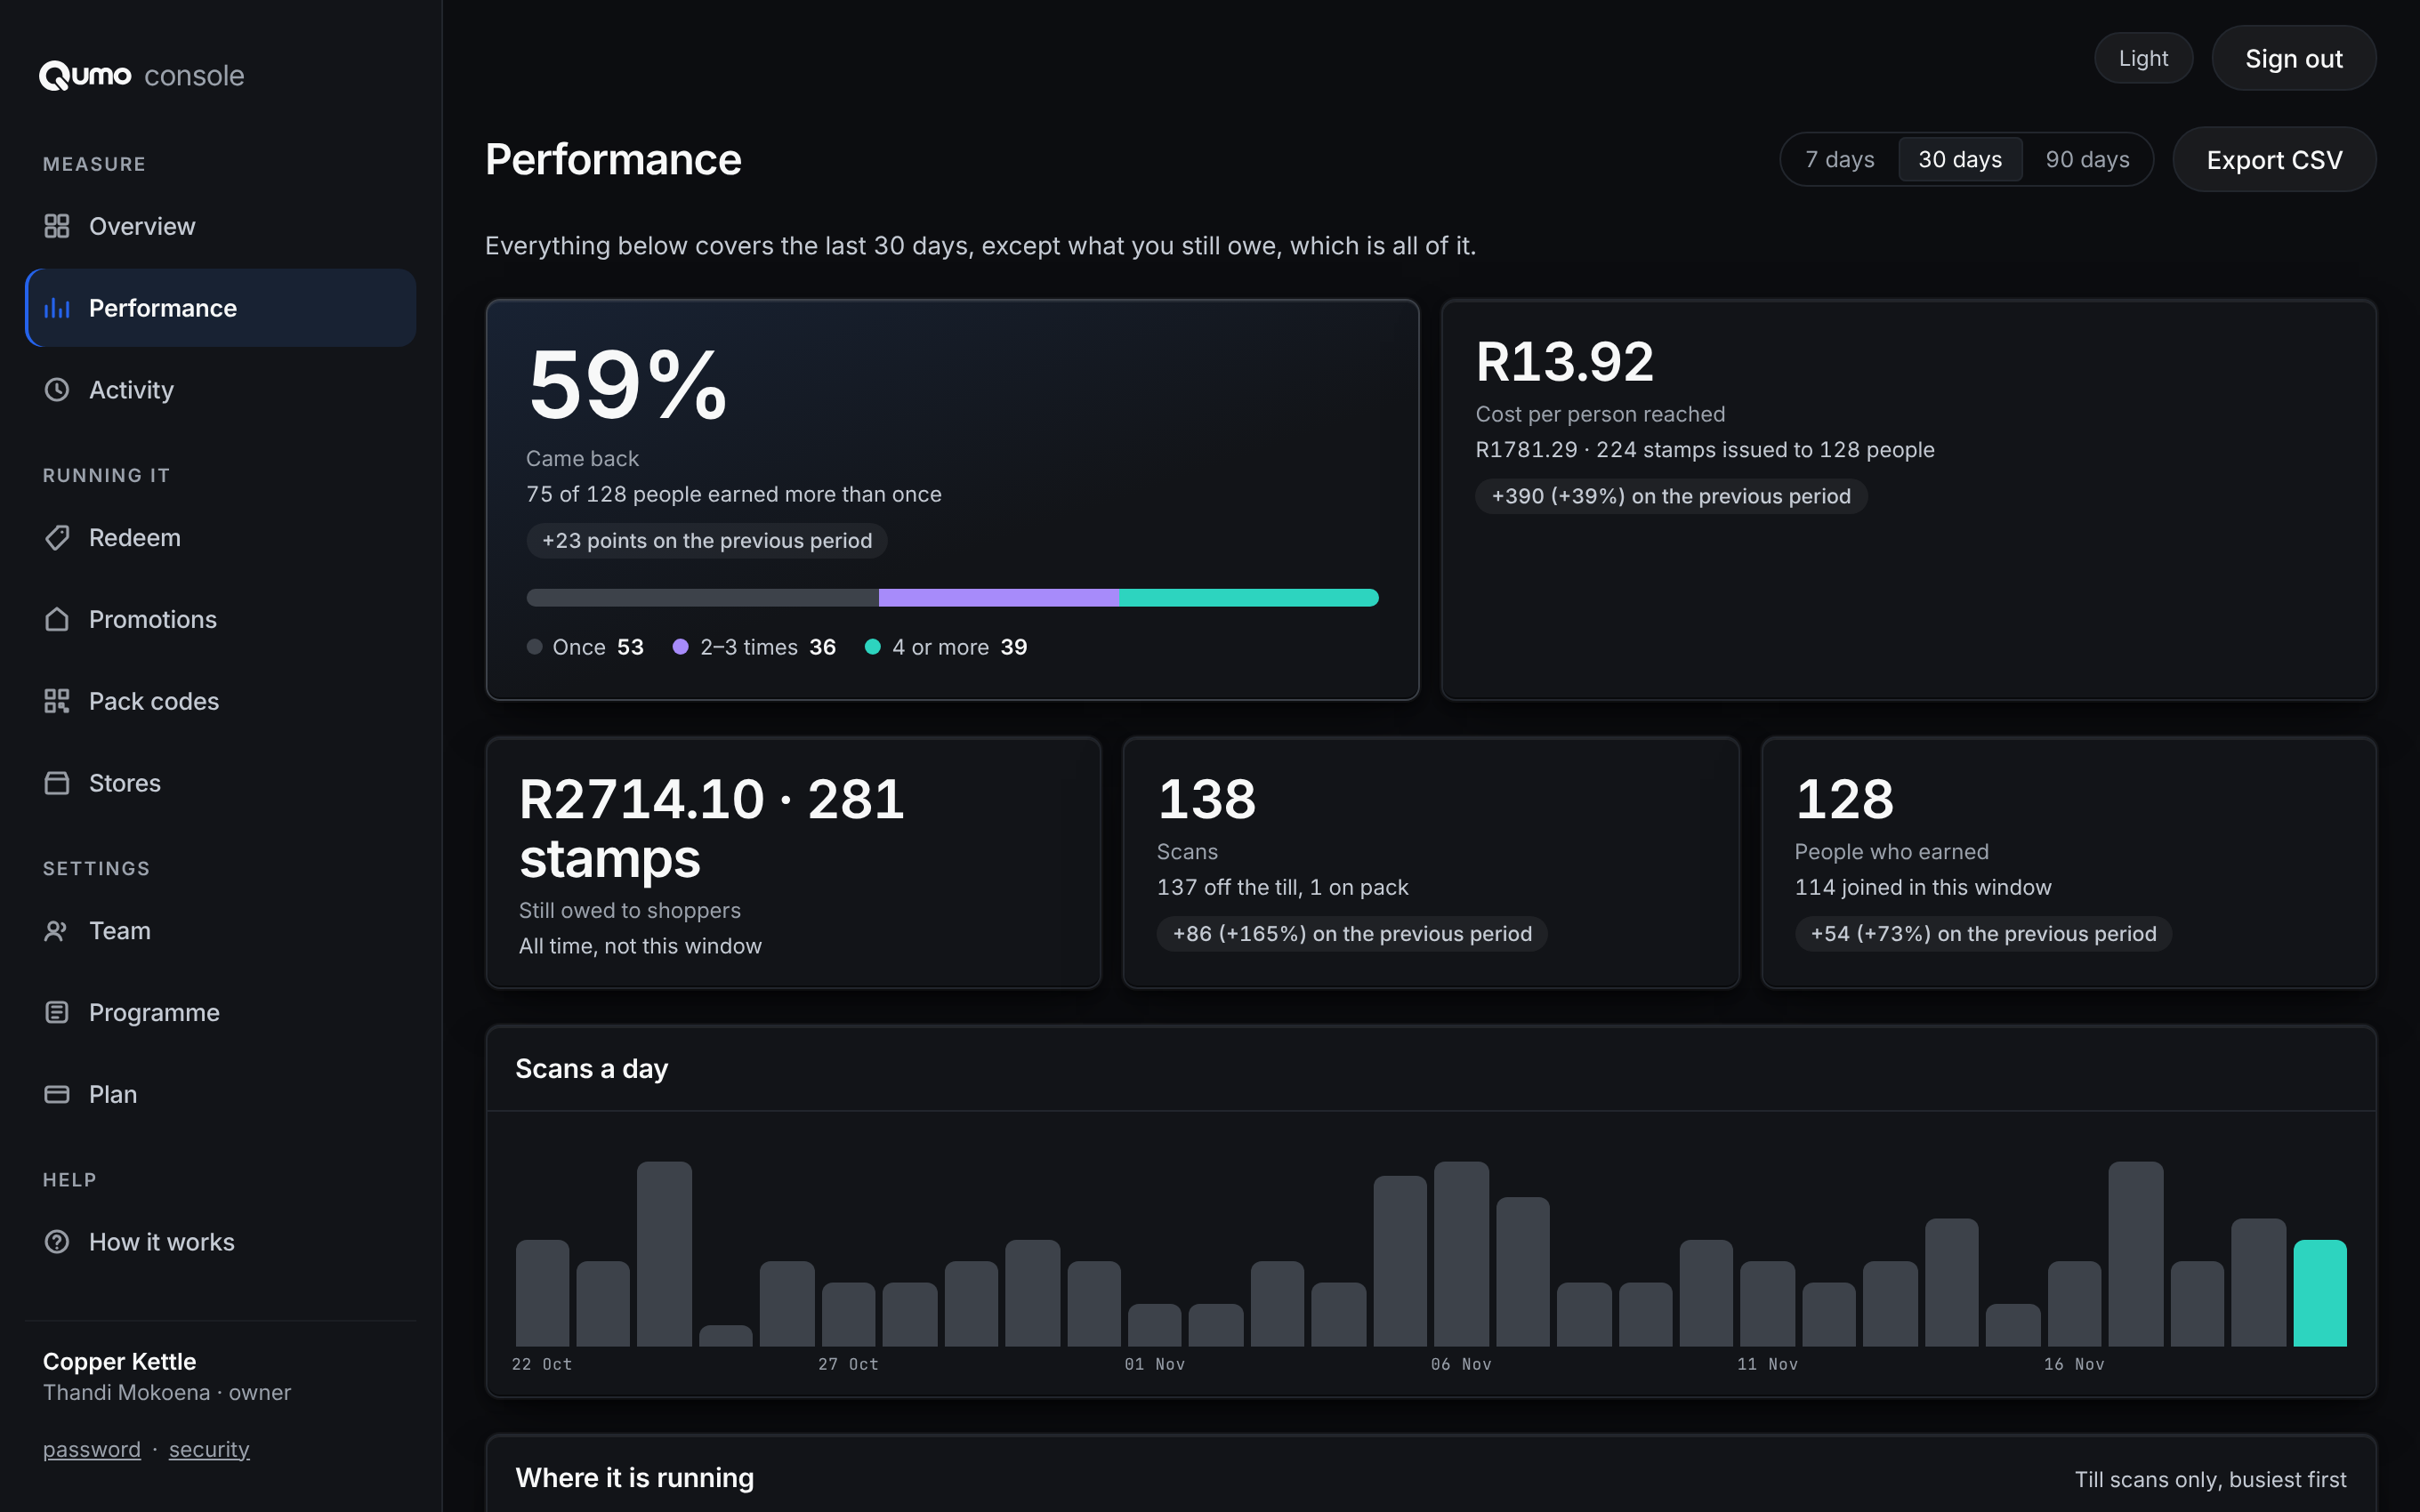 Qumo console
MEASURE
Overview
Performance
Activity
RUNNING IT
Redeem
Promotions
Pack codes
Stores
SETTINGS
Team
Programme
Plan
HELP
How it works
Copper Kettle
Thandi Mokoena · owner
password · security
Light
Sign out
Performance
7 days
30 days
90 days
Export CSV
Everything below covers the last 30 days, except what you still owe, which is all of it.
59%
Came back
75 of 128 people earned more than once
+23 points on the previous period
Once 53
2–3 times 36
4 or more 39
R13.92
Cost per person reached
R1781.29 · 224 stamps issued to 128 people
+390 (+39%) on the previous period
R2714.10 · 281
stamps
Still owed to shoppers
All time, not this window
138
Scans
137 off the till, 1 on pack
+86 (+165%) on the previous period
128
People who earned
114 joined in this window
+54 (+73%) on the previous period
Scans a day
22 Oct
27 Oct
01 Nov
06 Nov
11 Nov
16 Nov
Where it is running
Till scans only, busiest first